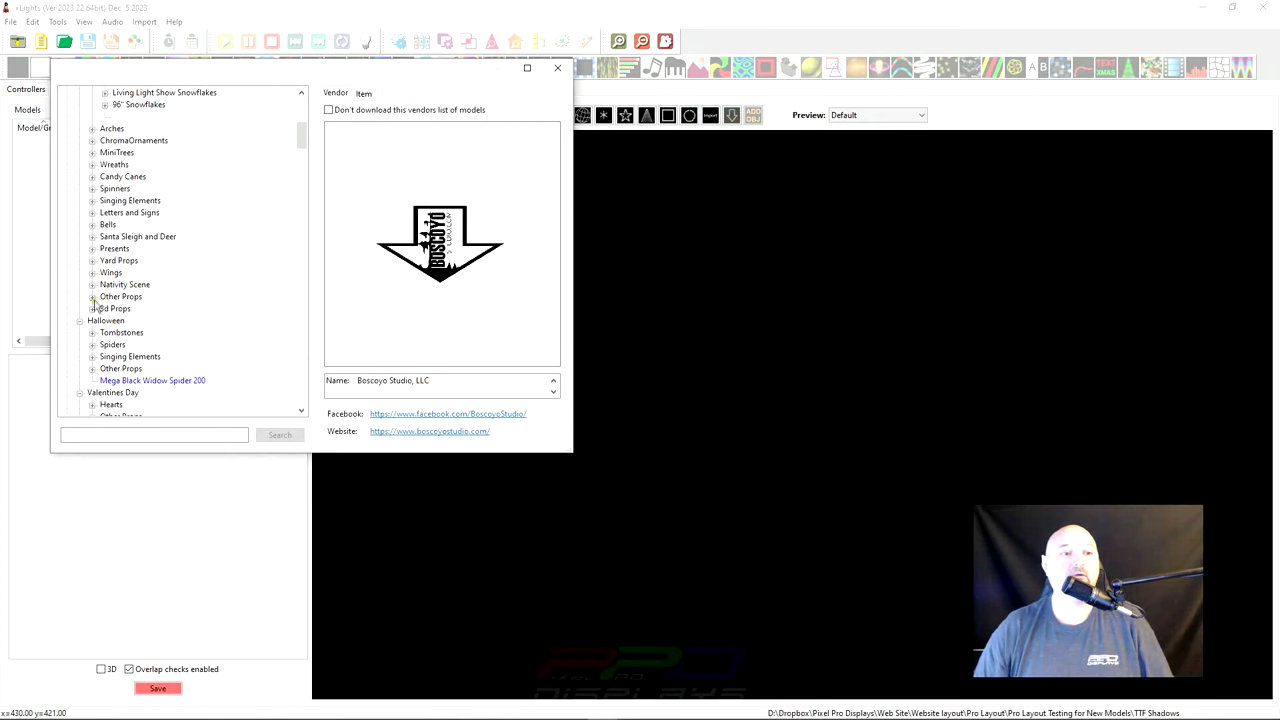 xLights (Ver 2023.22 64bit) Dec. 5 2023
File Edit Tools View Audio Import Help
Controllers
Models
Model/Gr
Preview: Default
Living Light Show Snowflakes
96" Snowflakes
Arches
ChromaOrnaments
MiniTrees
Wreaths
Candy Canes
Spinners
Singing Elements
Letters and Signs
Bells
Santa Sleigh and Deer
Presents
Yard Props
Wings
Nativity Scene
Other Props
3d Props
Halloween
Tombstones
Spiders
Singing Elements
Other Props
Mega Black Widow Spider 200
Valentines Day
Hearts
Other Props
Search
Vendor Item
Don't download this vendors list of models
BOSCOYO
Name: Boscoyo Studio, LLC
Facebook: https://www.facebook.com/BoscoyoStudio/
Website: https://www.boscoyostudio.com/
3D Overlap checks enabled
Save
DISPLAYS
x=430.00 y=421.00
D:\Dropbox\Pixel Pro Displays\Web Site\Website layout\Pro Layout\Pro Layout Testing for New Models\TTF Shadows